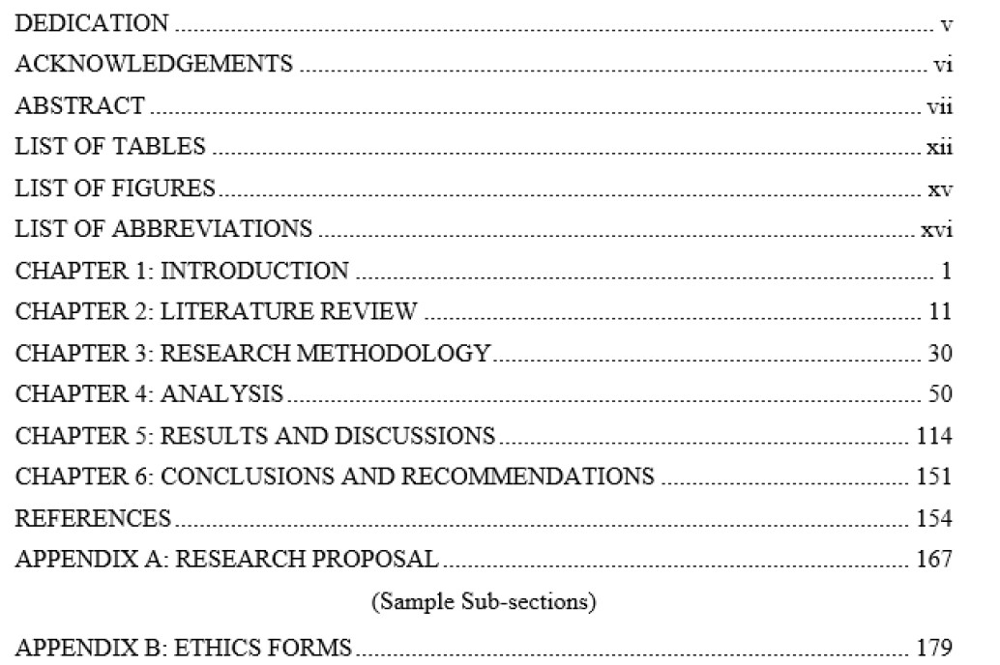 DEDICATION ........ v
ACKNOWLEDGEMENTS ........ vi
ABSTRACT ........ vii
LIST OF TABLES ........ xii
LIST OF FIGURES ........ xv
LIST OF ABBREVIATIONS ........ xvi
CHAPTER 1: INTRODUCTION ........ 1
CHAPTER 2: LITERATURE REVIEW ........ 11
CHAPTER 3: RESEARCH METHODOLOGY ........ 30
CHAPTER 4: ANALYSIS ........ 50
CHAPTER 5: RESULTS AND DISCUSSIONS ........ 114
CHAPTER 6: CONCLUSIONS AND RECOMMENDATIONS ........ 151
REFERENCES ........ 154
APPENDIX A: RESEARCH PROPOSAL ........ 167
(Sample Sub-sections)
APPENDIX B: ETHICS FORMS ........ 179